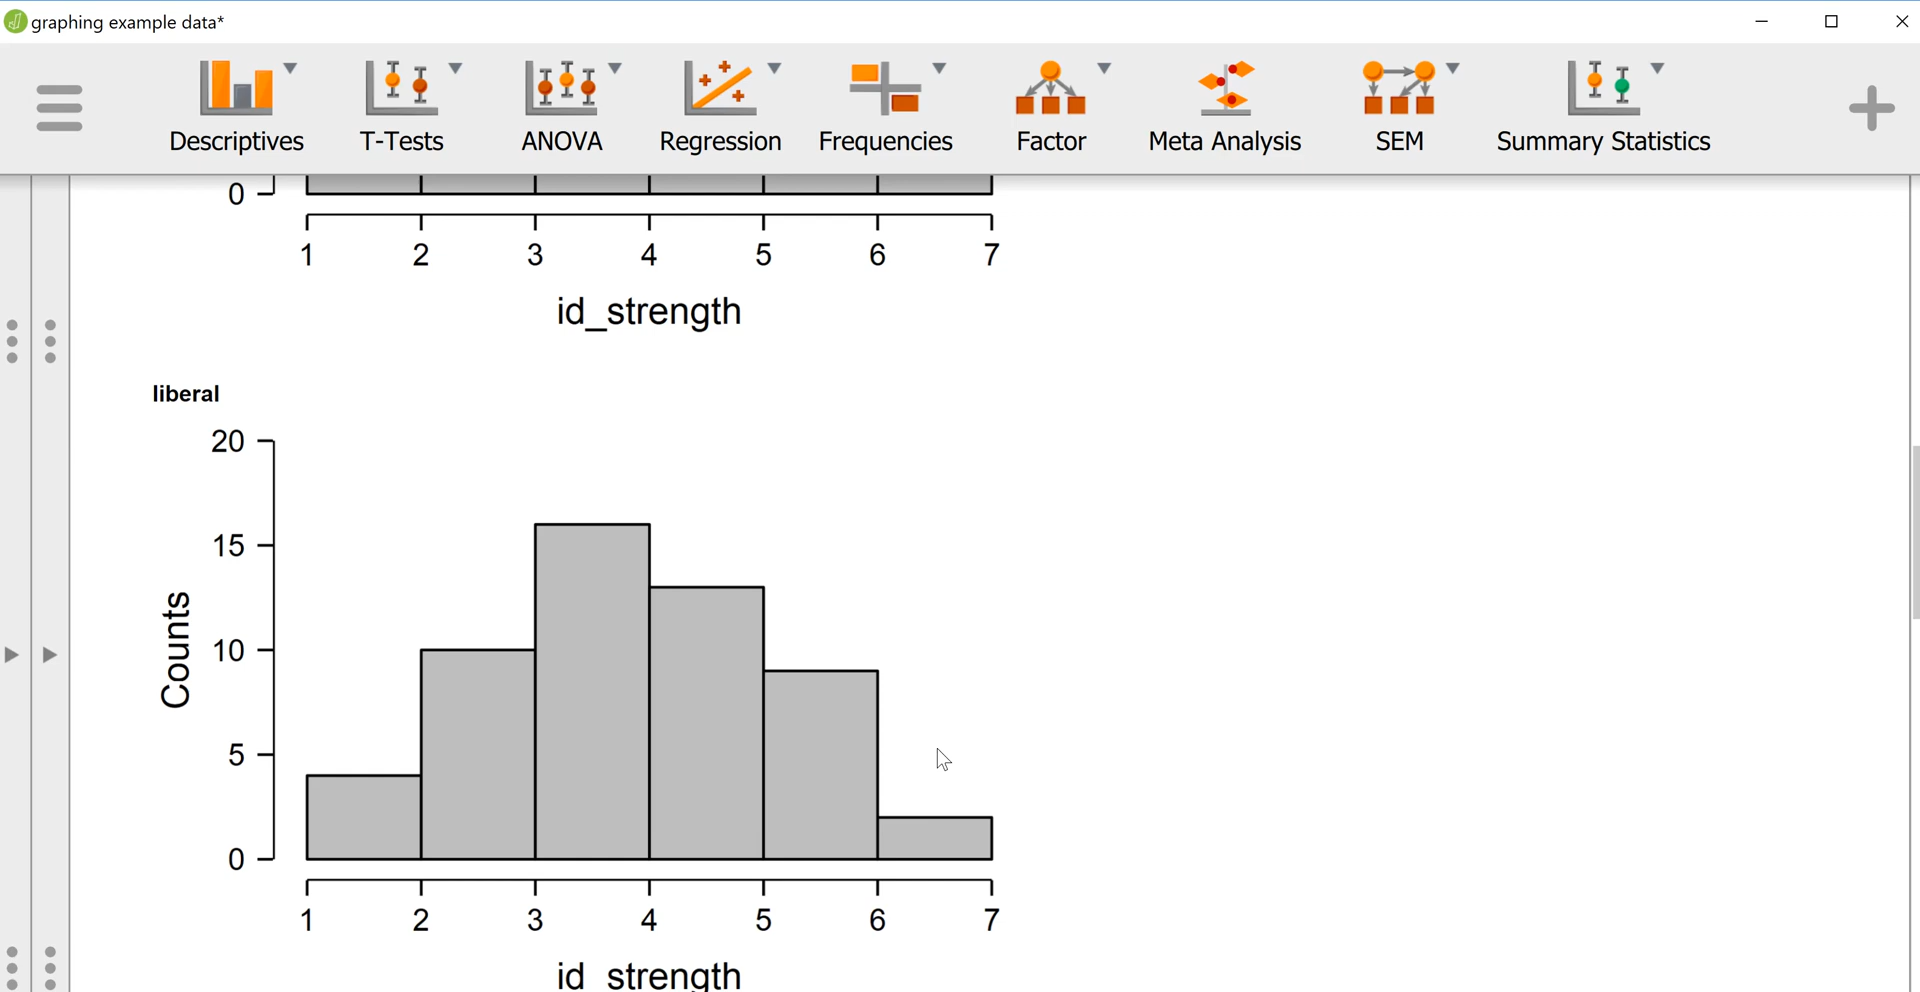 graphing example data*
Descriptives T-Tests ANOVA Regression Frequencies Factor Meta Analysis SEM Summary Statistics
0
1 2 3 4 5 6 7
id_strength
liberal
20
15
10
5
0
Counts
1 2 3 4 5 6 7
id_strength